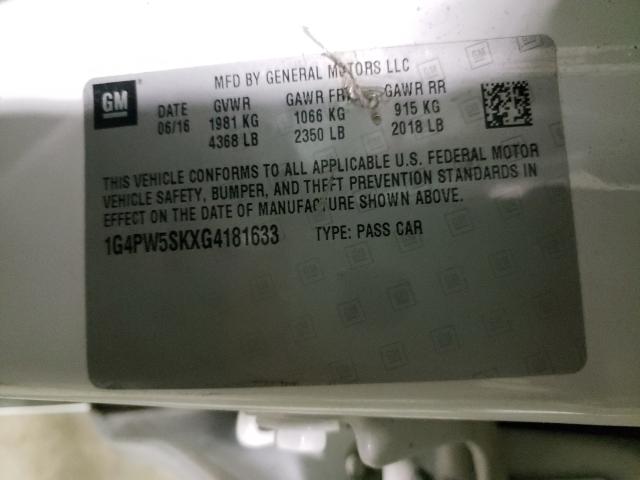 MFD BY GENERAL MOTORS LLC
GM
DATE GVWR GAWR FRT GAWR RR
06/16 1981 KG 1066 KG 915 KG
4368 LB 2350 LB 2018 LB
THIS VEHICLE CONFORMS TO ALL APPLICABLE U.S. FEDERAL MOTOR
VEHICLE SAFETY, BUMPER, AND THEFT PREVENTION STANDARDS IN
EFFECT ON THE DATE OF MANUFACTURE SHOWN ABOVE.
1G4PW5SKXG4181633 TYPE: PASS CAR